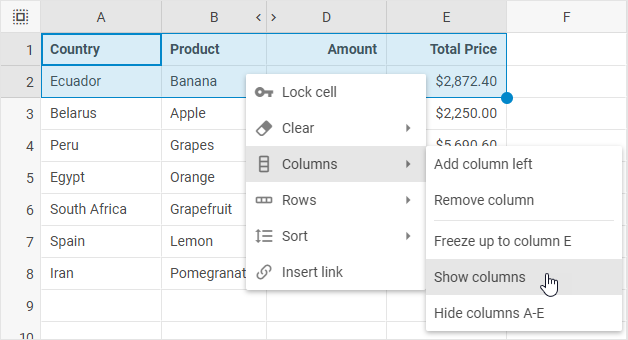 A B D E F
1 Country Product Amount Total Price
2 Ecuador Banana $2,872.40
Lock cell
3 Belarus Apple $2,250.00
Clear
4 Peru Grapes $5,690.60
Columns Add column left
5 Egypt Orange
Rows Remove column
6 South Africa Grapefruit
Sort Freeze up to column E
7 Spain Lemon
Insert link Show columns
8 Iran Pomegranat
9 Hide columns A-E
10